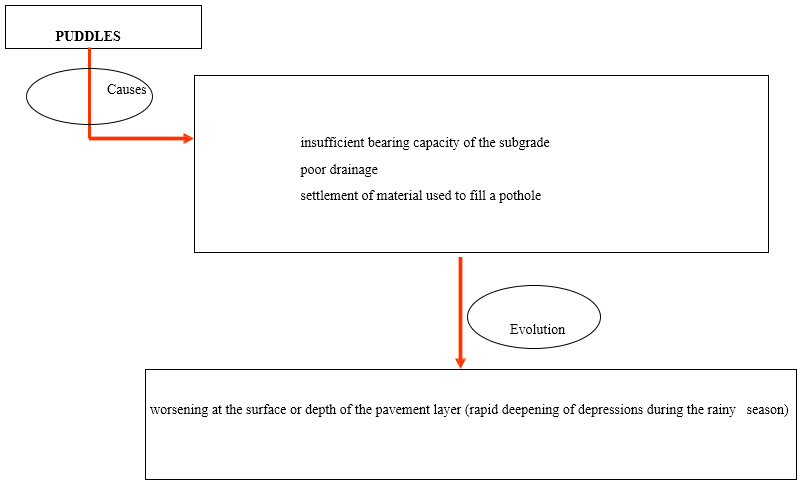 PUDDLES
Causes
insufficient bearing capacity of the subgrade
poor drainage
settlement of material used to fill a pothole
Evolution
worsening at the surface or depth of the pavement layer (rapid deepening of depressions during the rainy season)